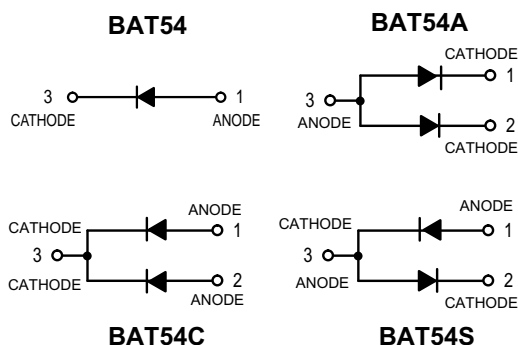 BAT54
3 1
CATHODE ANODE
BAT54A
CATHODE
1
3
ANODE
2
CATHODE
CATHODE ANODE
1
3
CATHODE 2
ANODE
BAT54C
ANODE
CATHODE 1
3
ANODE 2
CATHODE
BAT54S